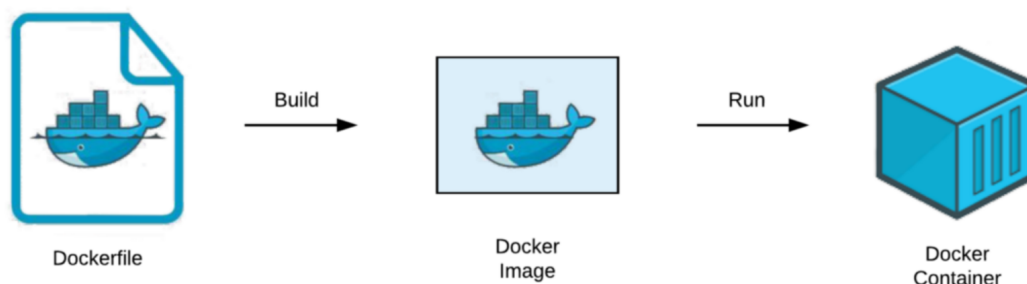 Build
Run
Dockerfile
Docker
Image
Docker
Container